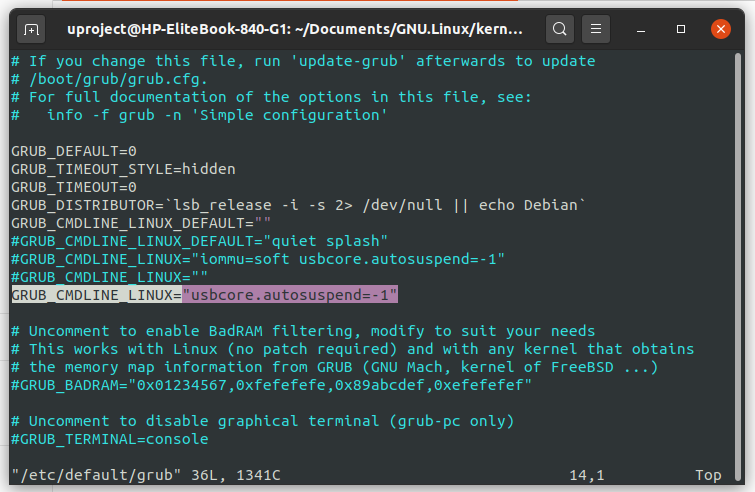 uproject@HP-EliteBook-840-G1: ~/Documents/GNU.Linux/kern...
# If you change this file, run 'update-grub' afterwards to update
# /boot/grub/grub.cfg.
# For full documentation of the options in this file, see:
#   info -f grub -n 'Simple configuration'

GRUB_DEFAULT=0
GRUB_TIMEOUT_STYLE=hidden
GRUB_TIMEOUT=0
GRUB_DISTRIBUTOR=`lsb_release -i -s 2> /dev/null || echo Debian`
GRUB_CMDLINE_LINUX_DEFAULT=""
#GRUB_CMDLINE_LINUX_DEFAULT="quiet splash"
#GRUB_CMDLINE_LINUX="iommu=soft usbcore.autosuspend=-1"
#GRUB_CMDLINE_LINUX=""
GRUB_CMDLINE_LINUX="usbcore.autosuspend=-1"

# Uncomment to enable BadRAM filtering, modify to suit your needs
# This works with Linux (no patch required) and with any kernel that obtains
# the memory map information from GRUB (GNU Mach, kernel of FreeBSD ...)
#GRUB_BADRAM="0x01234567,0xfefefefe,0x89abcdef,0xefefefef"

# Uncomment to disable graphical terminal (grub-pc only)
#GRUB_TERMINAL=console

"/etc/default/grub" 36L, 1341C 14,1 Top